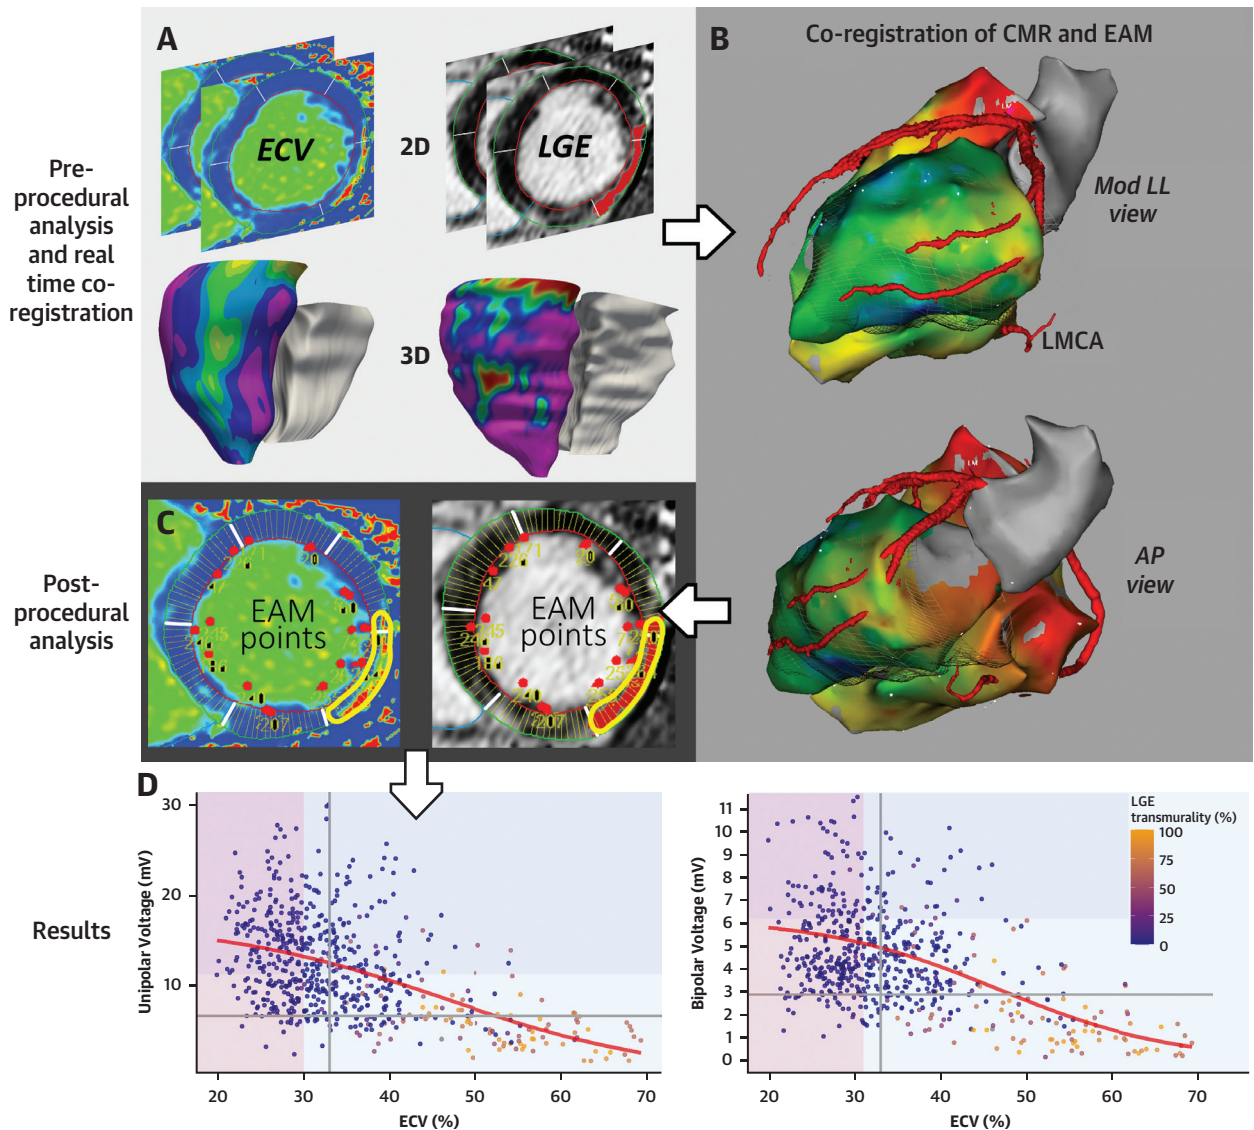 A
B
Co-registration of CMR and EAM
Pre-
procedural
analysis
and real
time co-
registration
ECV
2D
LGE
3D
Mod LL
view
LMCA
AP
view
Post-
procedural
analysis
C
EAM
points
EAM
points
D
Results
Unipolar Voltage (mV)
30
20
10
20
30
40
50
60
70
ECV (%)
Bipolar Voltage (mV)
11
10
9
8
7
6
5
4
3
2
1
0
20
30
40
50
60
70
ECV (%)
LGE
transmurality (%)
100
75
50
25
0